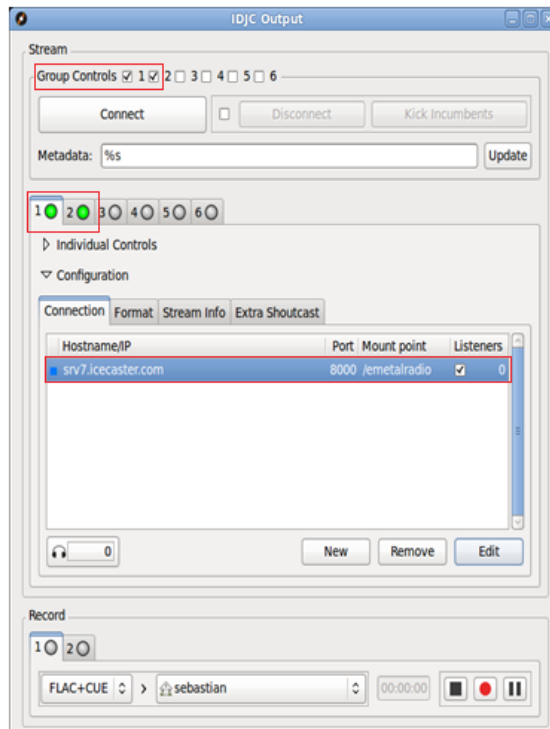 IDJC Output
Stream
Group Controls 1 2 3 4 5 6
Connect Disconnect Kick Incumbents
Metadata: %s Update
1 2 3 4 5 6
Individual Controls
Configuration
Connection Format Stream Info Extra Shoutcast
Hostname/IP Port Mount point Listeners
srv7.icecaster.com 8000 /emetalradio 0
0 New Remove Edit
Record
1 2
FLAC+CUE > sebastian 00:00:00